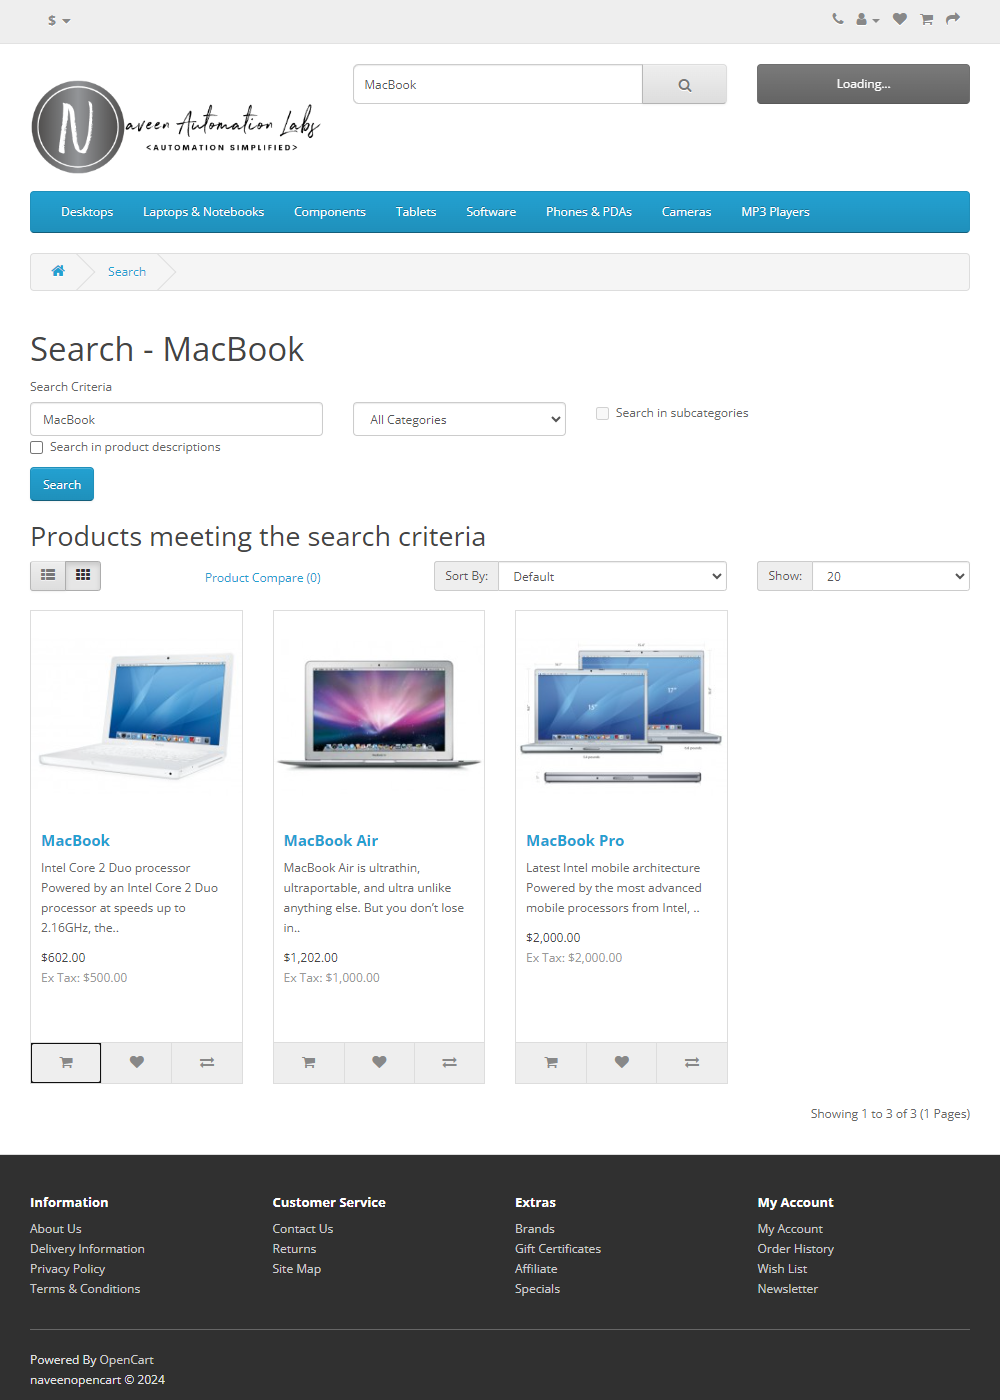 $
MacBook
Loading...
N aveen Automation Labs
<AUTOMATION SIMPLIFIED>
Desktops Laptops & Notebooks Components Tablets Software Phones & PDAs Cameras MP3 Players
Search
Search - MacBook
Search Criteria
MacBook
All Categories
Search in subcategories
Search in product descriptions
Search
Products meeting the search criteria
Product Compare (0)
Sort By: Default
Show: 20
15"
17"
MacBook
Intel Core 2 Duo processor
Powered by an Intel Core 2 Duo
processor at speeds up to
2.16GHz, the..
$602.00
Ex Tax: $500.00
MacBook Air
MacBook Air is ultrathin,
ultraportable, and ultra unlike
anything else. But you don’t lose
in..
$1,202.00
Ex Tax: $1,000.00
MacBook Pro
Latest Intel mobile architecture
Powered by the most advanced
mobile processors from Intel, ..
$2,000.00
Ex Tax: $2,000.00
Showing 1 to 3 of 3 (1 Pages)
Information
About Us
Delivery Information
Privacy Policy
Terms & Conditions
Customer Service
Contact Us
Returns
Site Map
Extras
Brands
Gift Certificates
Affiliate
Specials
My Account
My Account
Order History
Wish List
Newsletter
Powered By OpenCart
naveenopencart © 2024